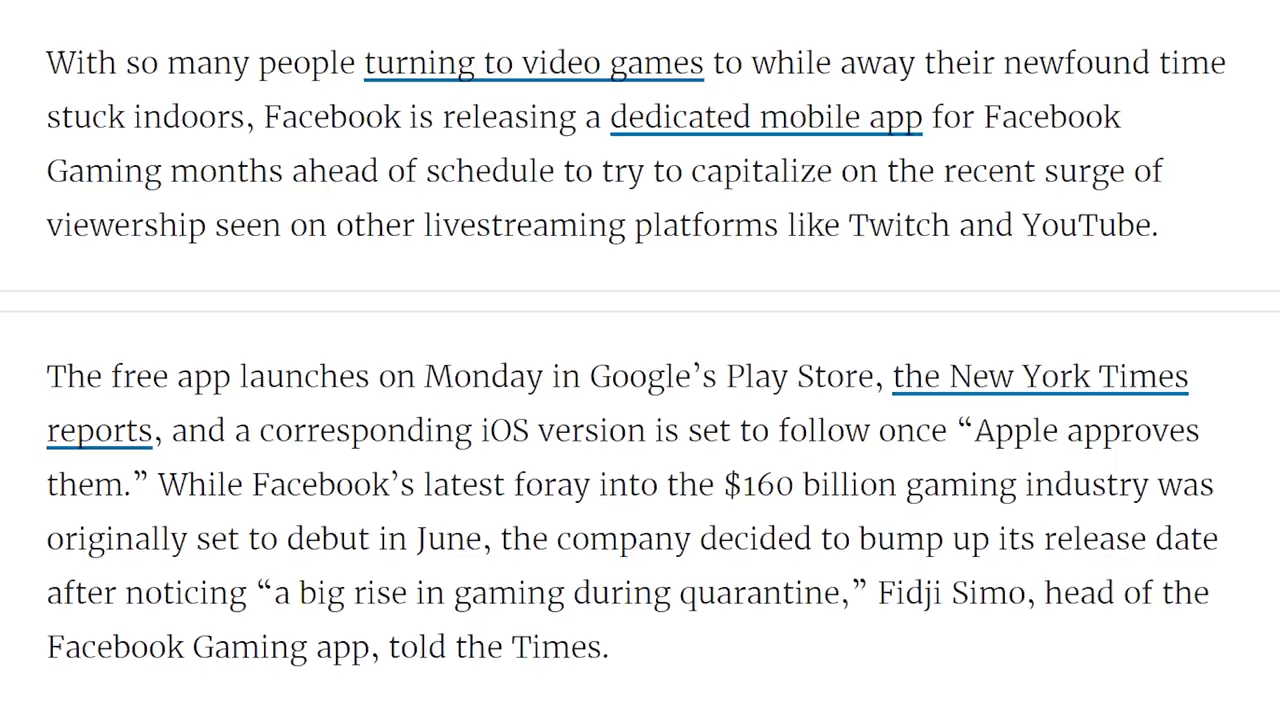 With so many people turning to video games to while away their newfound time
stuck indoors, Facebook is releasing a dedicated mobile app for Facebook
Gaming months ahead of schedule to try to capitalize on the recent surge of
viewership seen on other livestreaming platforms like Twitch and YouTube.
The free app launches on Monday in Google’s Play Store, the New York Times
reports, and a corresponding iOS version is set to follow once “Apple approves
them.” While Facebook’s latest foray into the $160 billion gaming industry was
originally set to debut in June, the company decided to bump up its release date
after noticing “a big rise in gaming during quarantine,” Fidji Simo, head of the
Facebook Gaming app, told the Times.